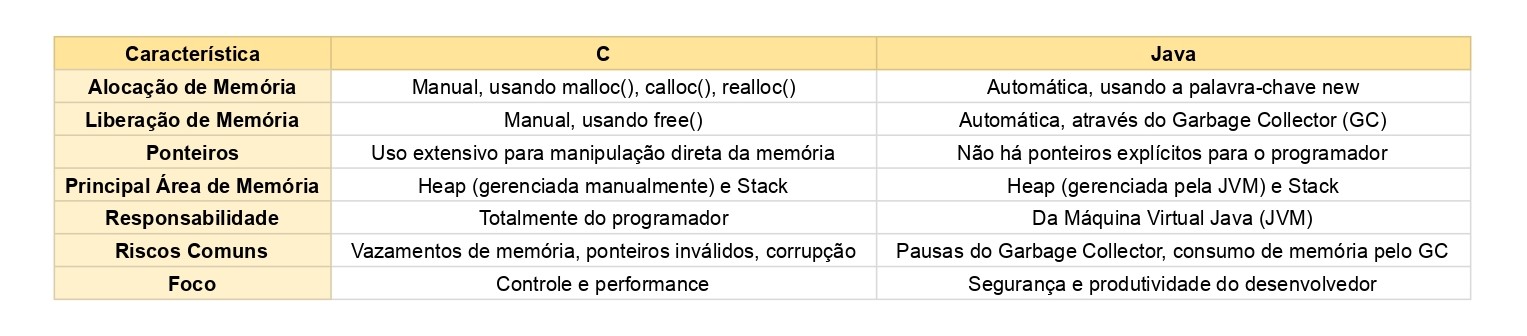 Característica C Java
Alocação de Memória Manual, usando malloc(), calloc(), realloc() Automática, usando a palavra-chave new
Liberação de Memória Manual, usando free() Automática, através do Garbage Collector (GC)
Ponteiros Uso extensivo para manipulação direta da memória Não há ponteiros explícitos para o programador
Principal Área de Memória Heap (gerenciada manualmente) e Stack Heap (gerenciada pela JVM) e Stack
Responsabilidade Totalmente do programador Da Máquina Virtual Java (JVM)
Riscos Comuns Vazamentos de memória, ponteiros inválidos, corrupção Pausas do Garbage Collector, consumo de memória pelo GC
Foco Controle e performance Segurança e produtividade do desenvolvedor